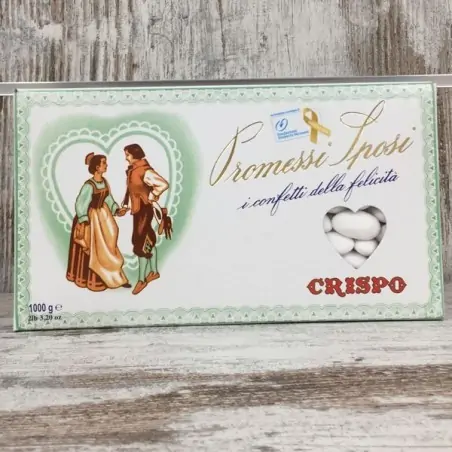 Promessi Sposi
i confetti della felicità
CRISPO
1000 g e